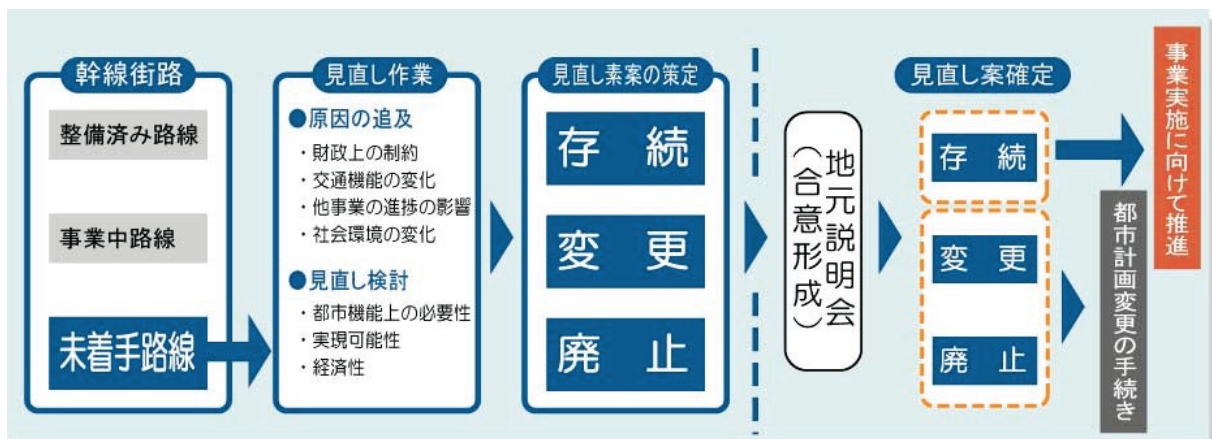 幹線街路
整備済み路線
事業中路線
未着手路線
見直し作業
●原因の追及
・財政上の制約
・交通機能の変化
・他事業の進捗の影響
・社会環境の変化
●見直し検討
・都市機能上の必要性
・実現可能性
・経済性
見直し素案の策定
存 続
変 更
廃 止
地元説明会
（合意形成）
見直し案確定
存 続
変 更
廃 止
事業実施に向けて推進
都市計画変更の手続き